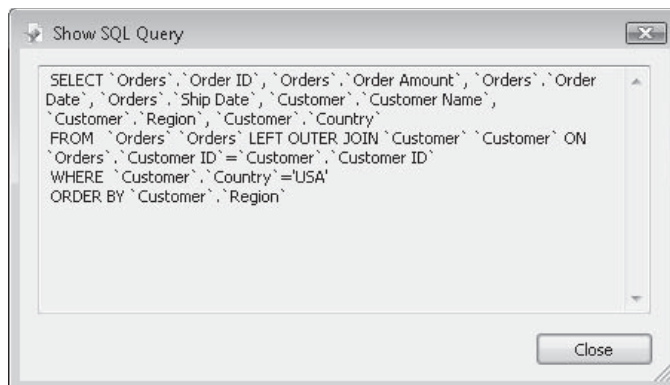 Show SQL Query
SELECT `Orders`.`Order ID`, `Orders`.`Order Amount`, `Orders`.`Order
Date`, `Orders`.`Ship Date`, `Customer`.`Customer Name`,
`Customer`.`Region`, `Customer`.`Country`
FROM   `Orders` `Orders` LEFT OUTER JOIN `Customer` `Customer` ON
`Orders`.`Customer ID`=`Customer`.`Customer ID`
WHERE  `Customer`.`Country`='USA'
ORDER BY `Customer`.`Region`
Close